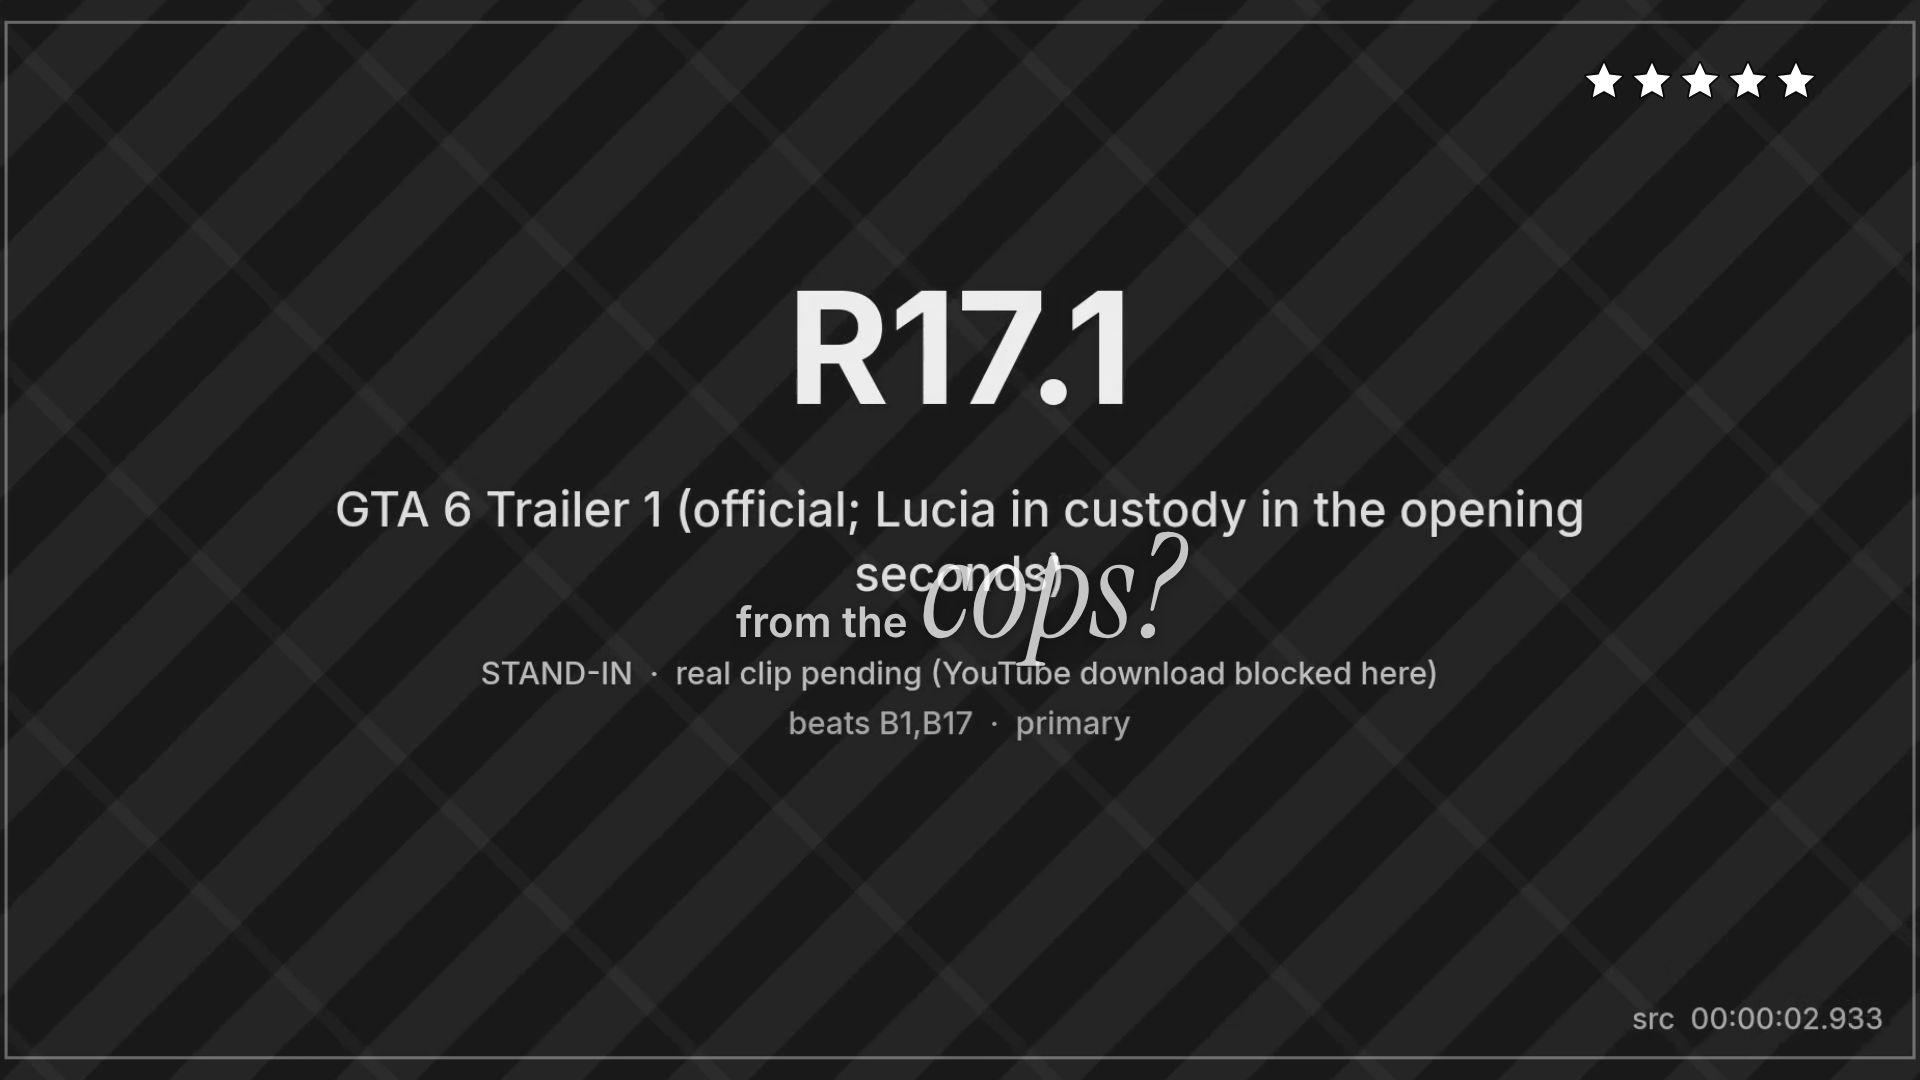 R17.1
GTA 6 Trailer 1 (official; Lucia in custody in the opening
seconds)
from the cops?
STAND-IN · real clip pending (YouTube download blocked here)
beats B1,B17 · primary
src 00:00:02.933